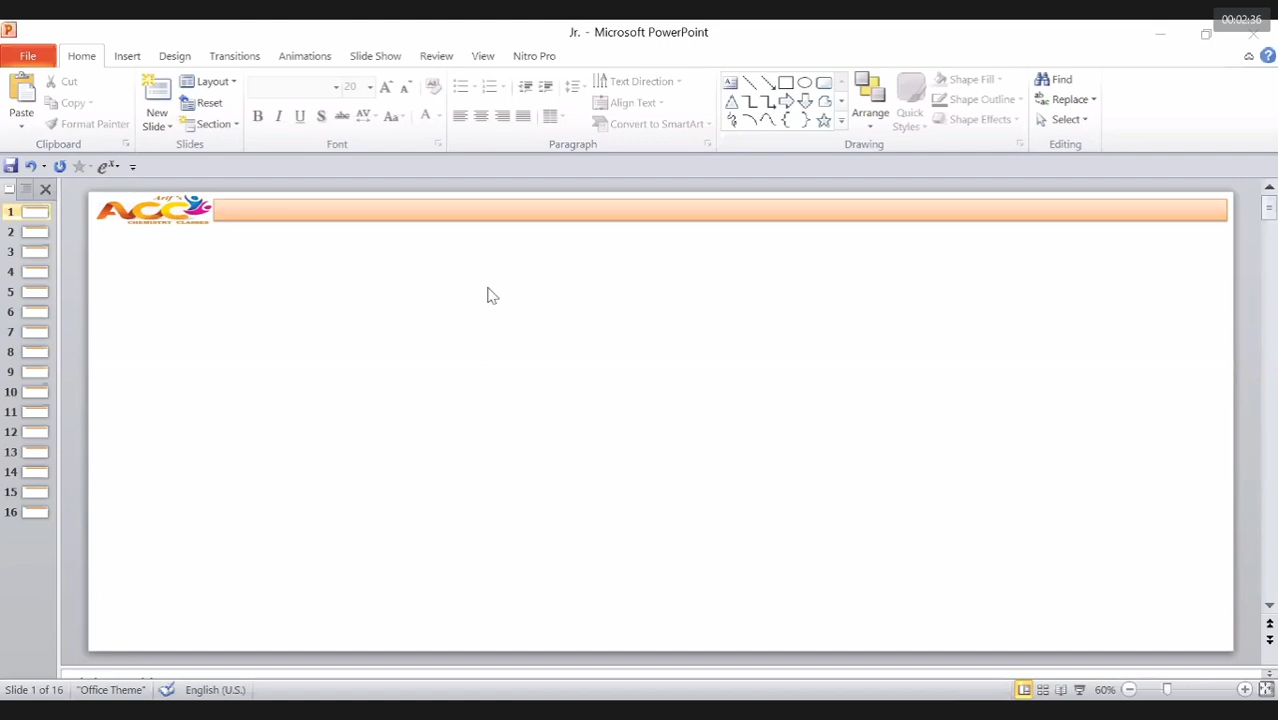 00:02:36
Jr. - Microsoft PowerPoint
File Home Insert Design Transitions Animations Slide Show Review View Nitro Pro
Paste
Cut
Copy
Format Painter
Clipboard
New Slide
Layout
Reset
Section
Slides
20
B I U S abc AV Aa A
Font
Text Direction
Align Text
Convert to SmartArt
Paragraph
Arrange
Quick Styles
Shape Fill
Shape Outline
Shape Effects
Drawing
Find
Replace
Select
Editing
1
2
3
4
5
6
7
8
9
10
11
12
13
14
15
16
Arif's
ACC
CHEMISTRY CLASSES
Slide 1 of 16 "Office Theme" English (U.S.) 60%